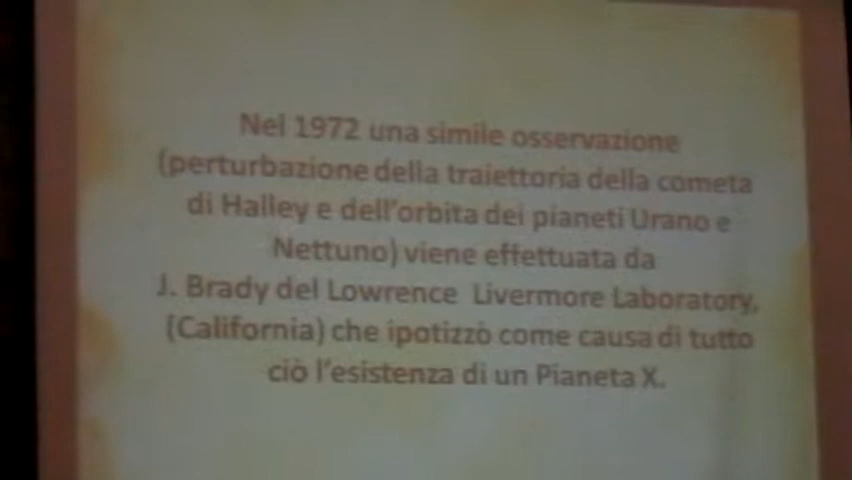 Nel 1972 una simile osservazione
(perturbazione della traiettoria della cometa
di Halley e dell'orbita dei pianeti Urano e
Nettuno) viene effettuata da
J. Brady del Lowrence Livermore Laboratory,
(California) che ipotizzò come causa di tutto
ciò l'esistenza di un Pianeta X.